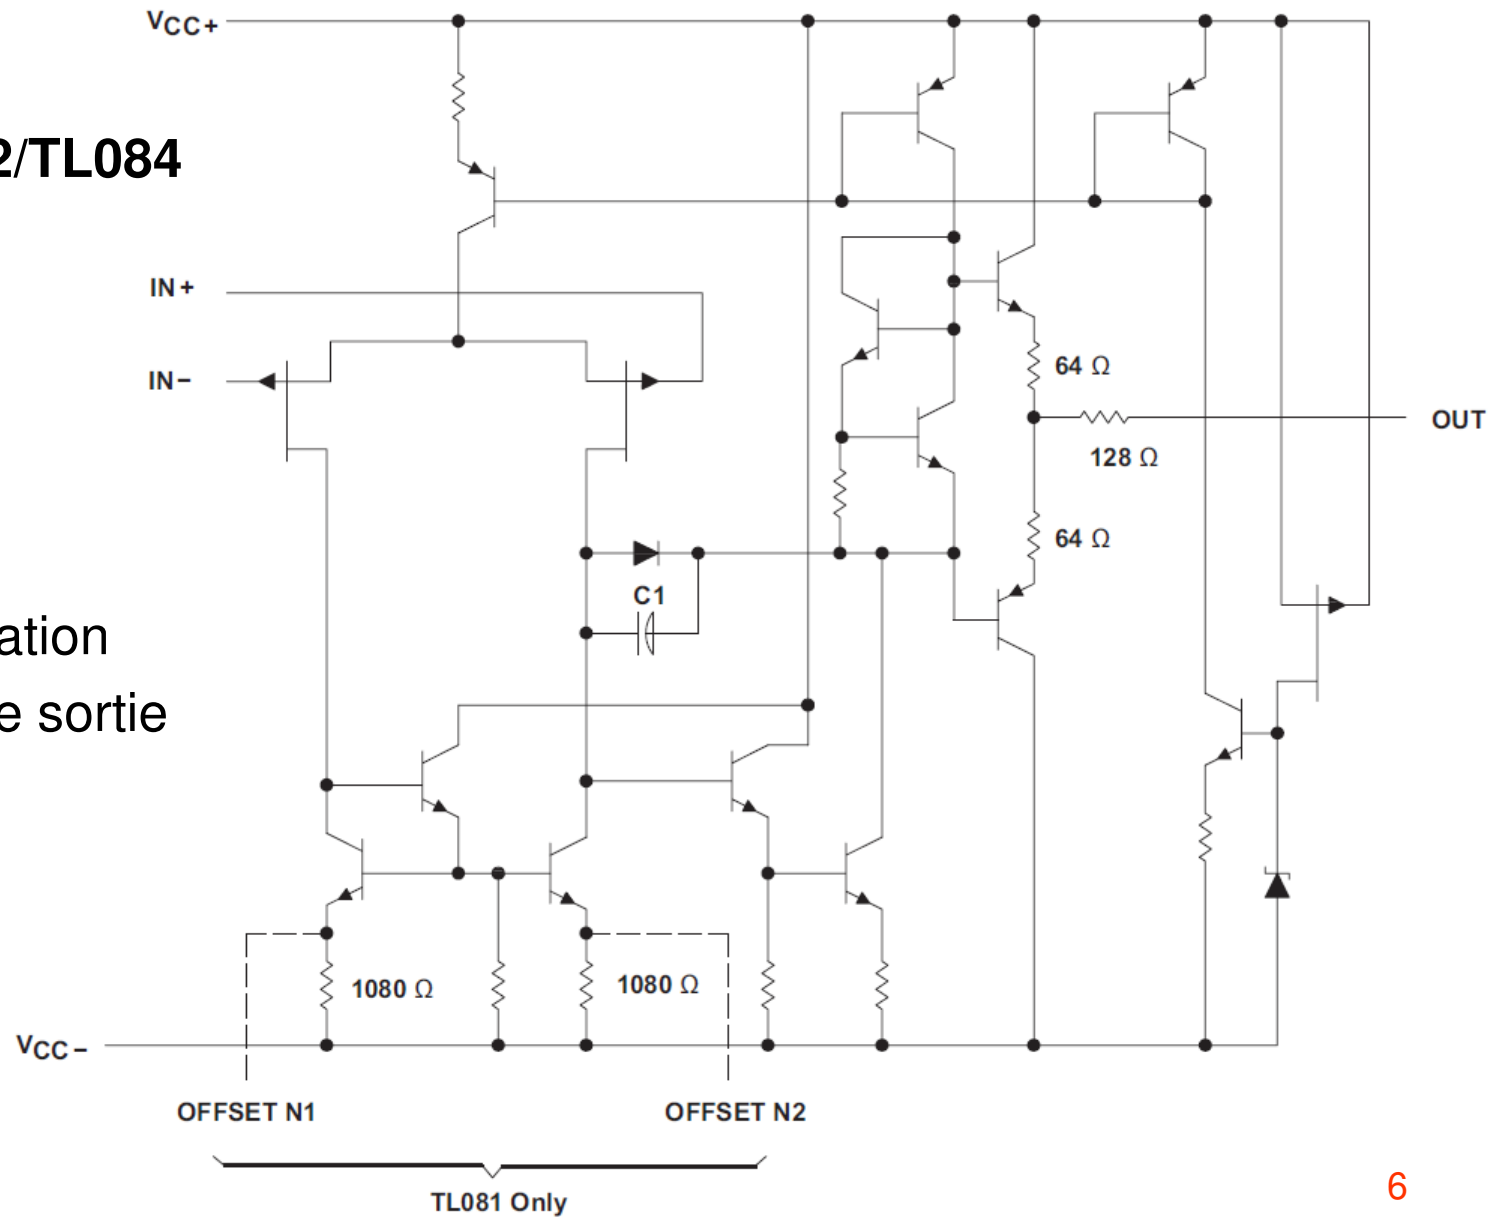 VCC+
2/TL084
IN+
IN−
64 Ω
OUT
128 Ω
64 Ω
C1
ation
e sortie
1080 Ω
1080 Ω
VCC−
OFFSET N1
OFFSET N2
TL081 Only
6